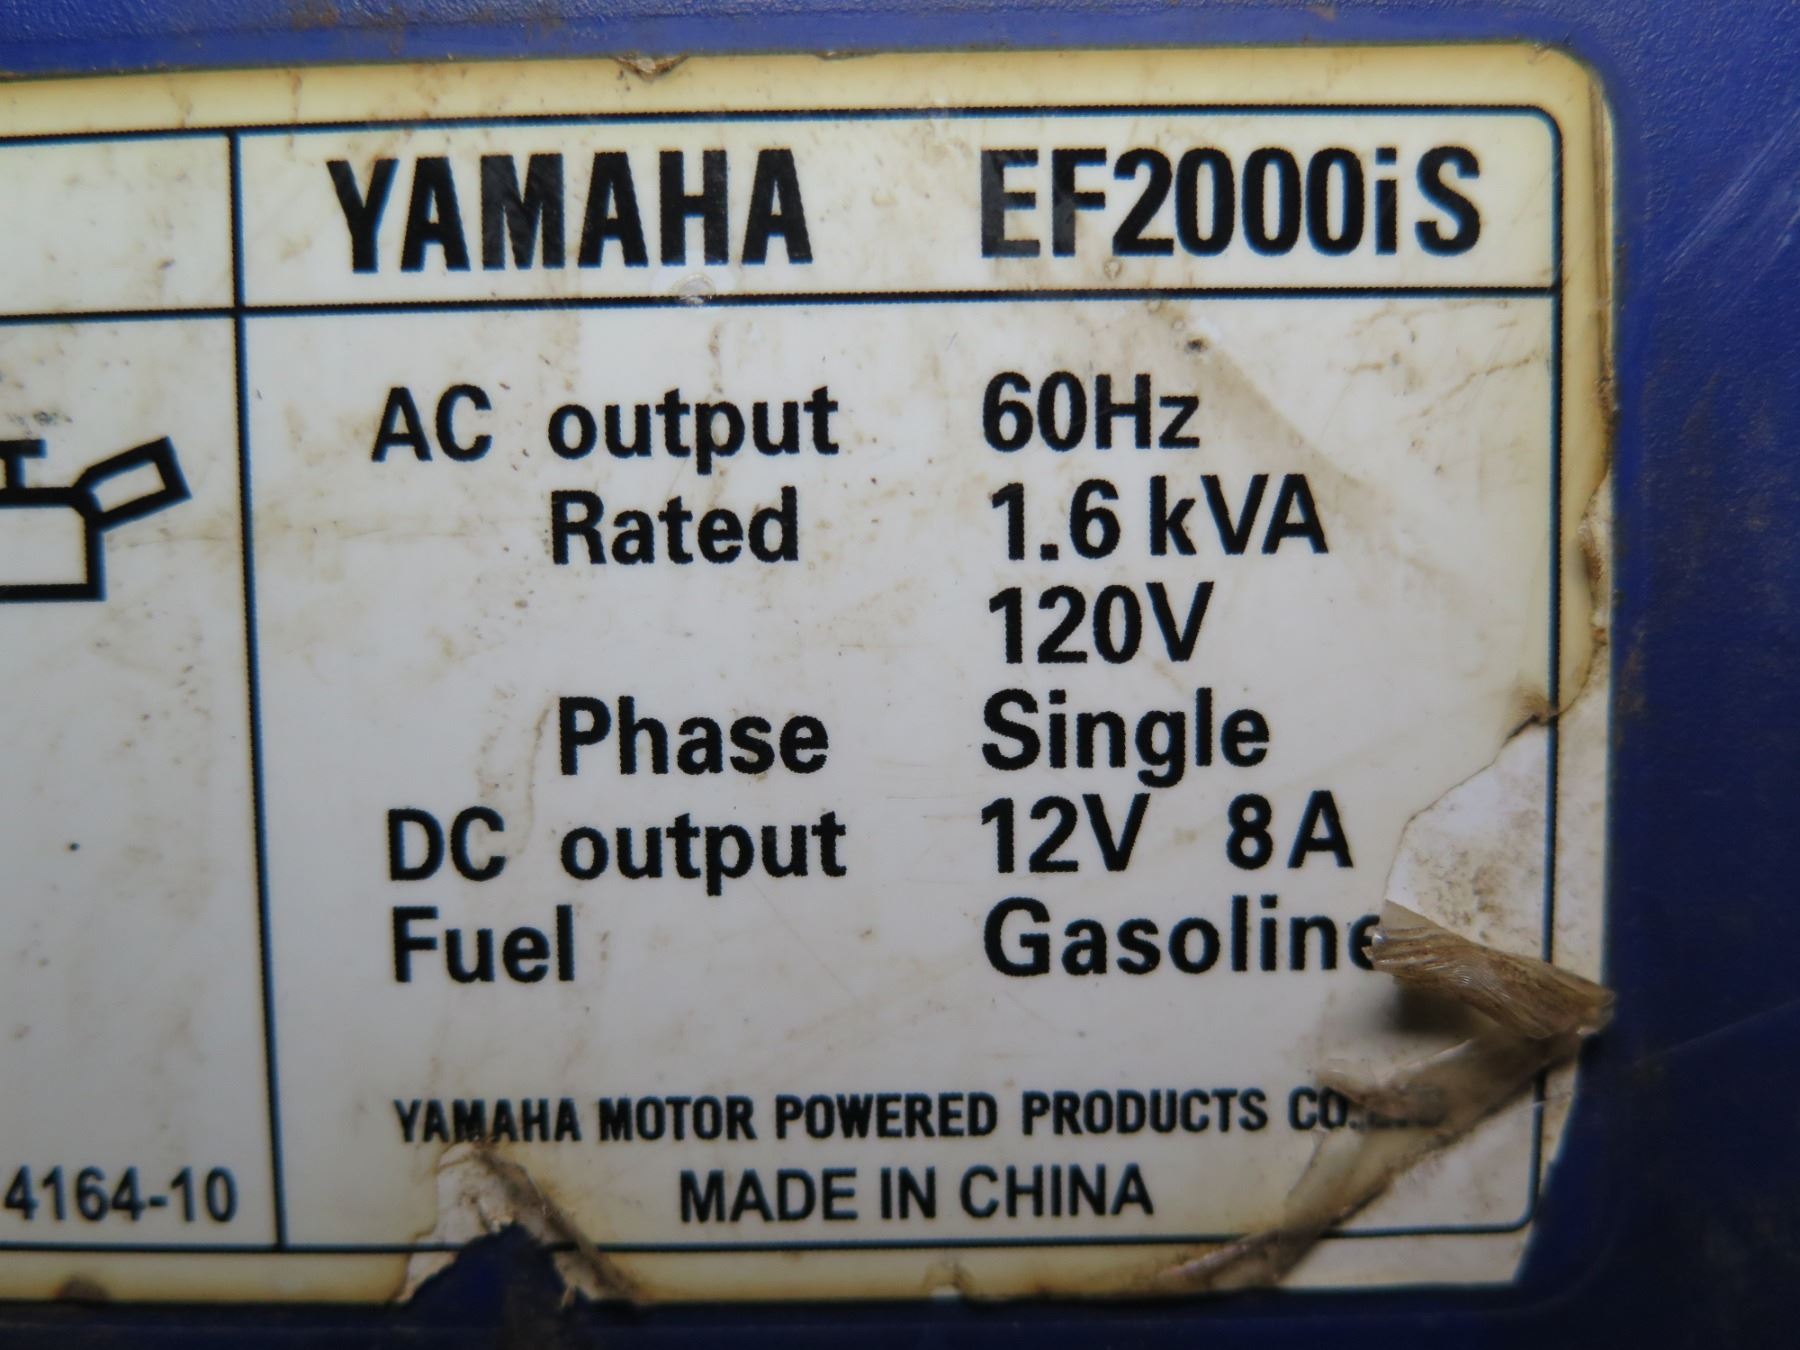 YAMAHA EF2000iS
AC output 60Hz
Rated 1.6 kVA
120V
Phase Single
DC output 12V 8A
Fuel Gasoline
YAMAHA MOTOR POWERED PRODUCTS CO.
MADE IN CHINA
4164-10